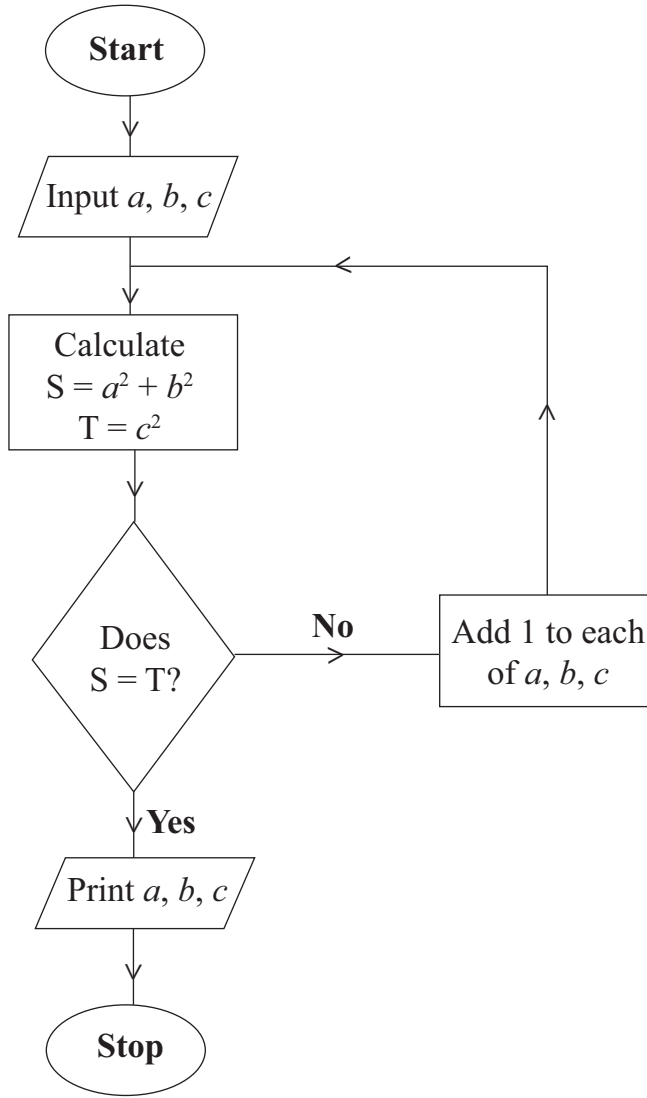 Start
Input a, b, c
Calculate
S = a² + b²
T = c²
Does
S = T?
No
Add 1 to each
of a, b, c
Yes
Print a, b, c
Stop